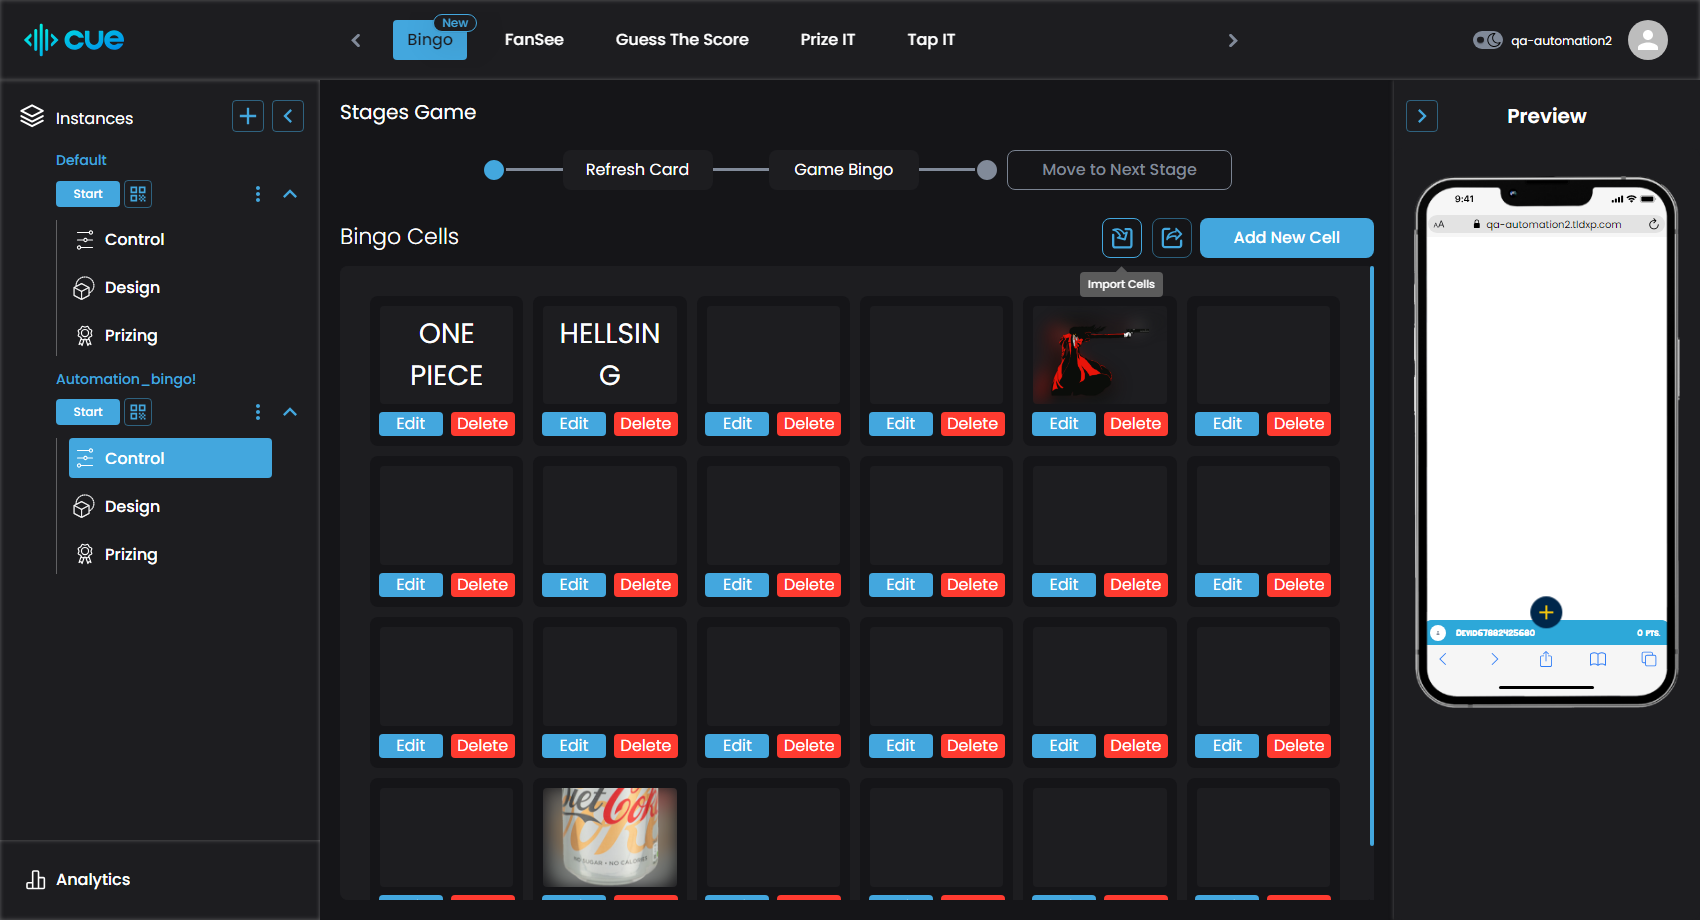 cue
New
Bingo
FanSee
Guess The Score
Prize IT
Tap IT
qa-automation2
Instances
Default
Start
Control
Design
Prizing
Automation_bingo!
Start
Control
Design
Prizing
Analytics
Stages Game
Refresh Card
Game Bingo
Move to Next Stage
Bingo Cells
Add New Cell
Import Cells
ONE
PIECE
HELLSIN
G
Edit Delete Edit Delete Edit Delete Edit Delete Edit Delete Edit Delete
Edit Delete Edit Delete Edit Delete Edit Delete Edit Delete Edit Delete
Edit Delete Edit Delete Edit Delete Edit Delete Edit Delete Edit Delete
NO SUGAR • NO CALORIES
Preview
9:41
AA
qa-automation2.tldxp.com
0 PTS.